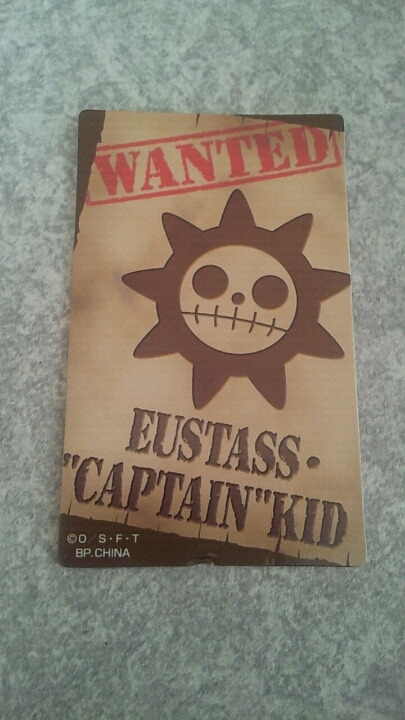 WANTED
EUSTASS•
"CAPTAIN"KID
©O/S・F・T
BP.CHINA